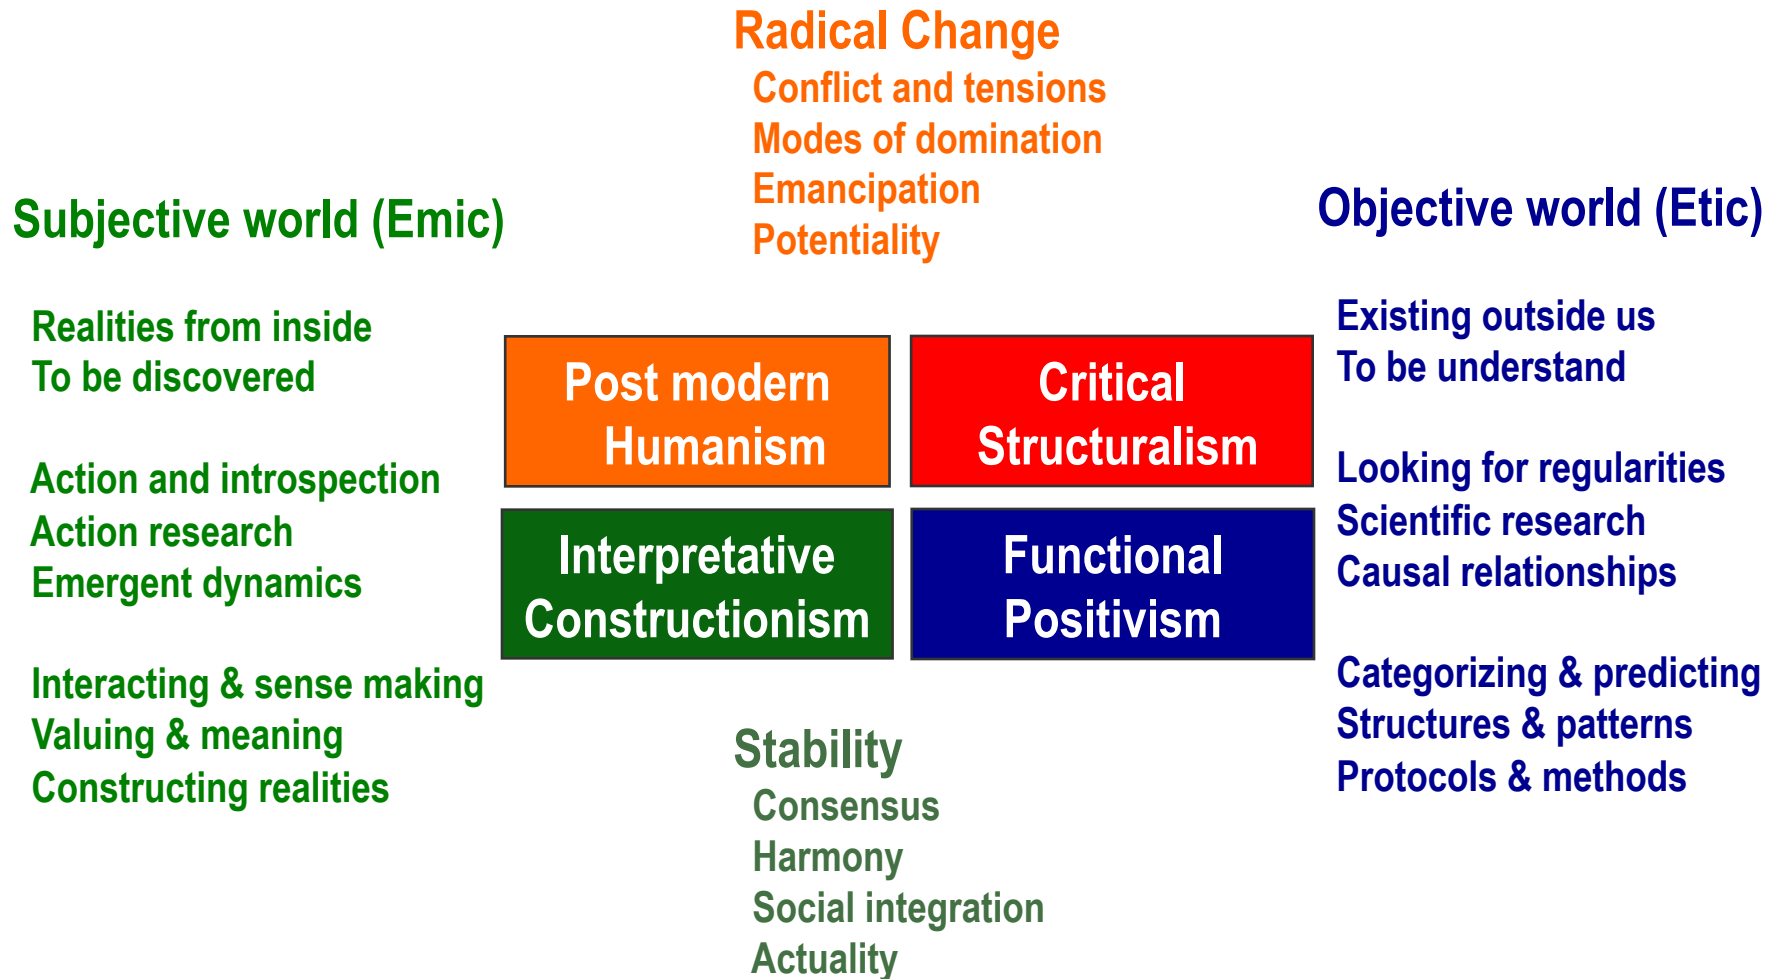 Radical Change
Conflict and tensions
Modes of domination
Emancipation
Potentiality
Subjective world (Emic)
Realities from inside
To be discovered
Action and introspection
Action research
Emergent dynamics
Interacting & sense making
Valuing & meaning
Constructing realities
Post modern
Humanism
Critical
Structuralism
Interpretative
Constructionism
Functional
Positivism
Objective world (Etic)
Existing outside us
To be understand
Looking for regularities
Scientific research
Causal relationships
Categorizing & predicting
Structures & patterns
Protocols & methods
Stability
Consensus
Harmony
Social integration
Actuality